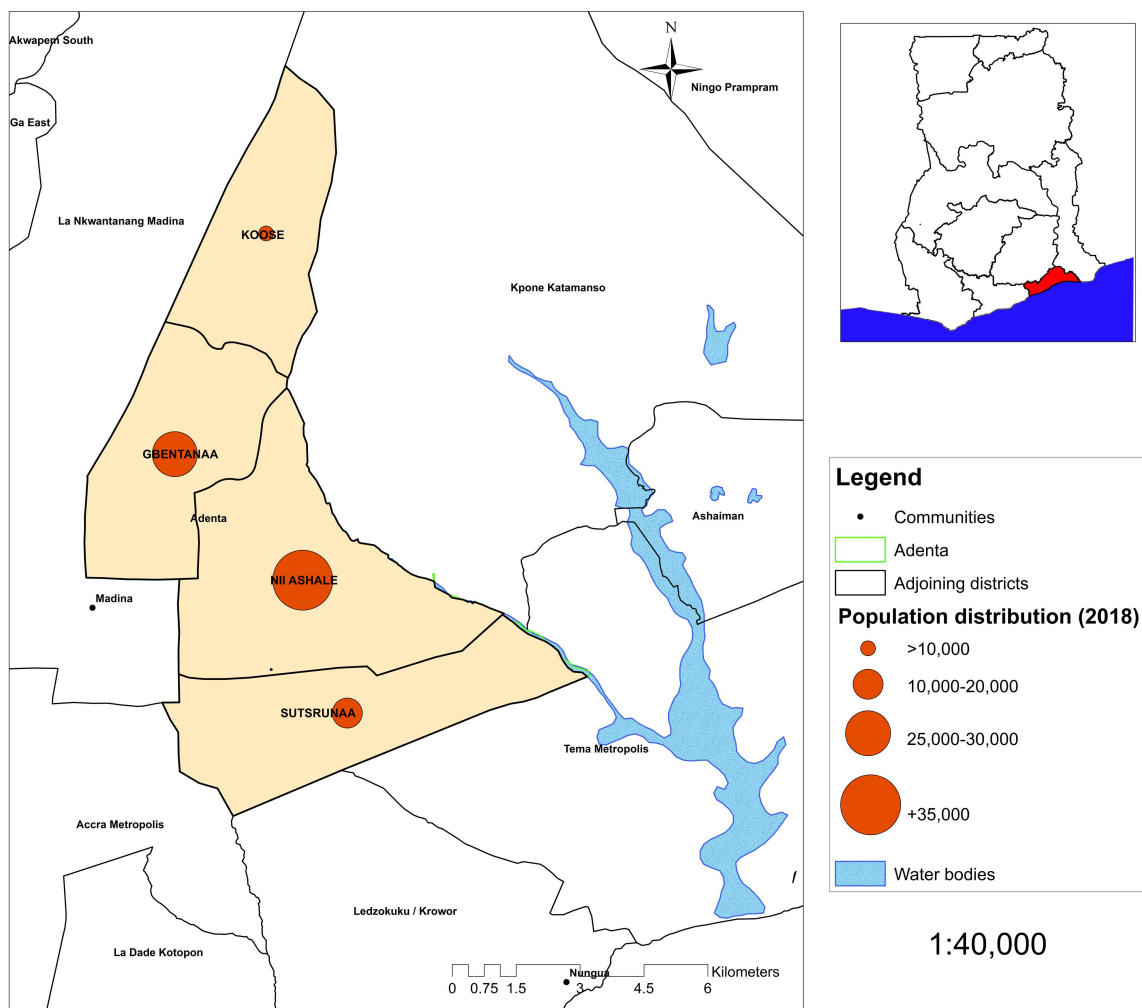 Akwapem South
N
Ningo Prampram
Ga East
La Nkwantanang Madina
KOOSE
Kpone Katamanso
GBENTANAA
Adenta
Ashaiman
NII ASHALE
Madina
SUTSRUNAA
Tema Metropolis
Accra Metropolis
Ledzokuku / Krowor
La Dade Kotopon
Nungua
Kilometers
0 0.75 1.5 3 4.5 6
Legend
Communities
Adenta
Adjoining districts
Population distribution (2018)
>10,000
10,000-20,000
25,000-30,000
+35,000
Water bodies
1:40,000